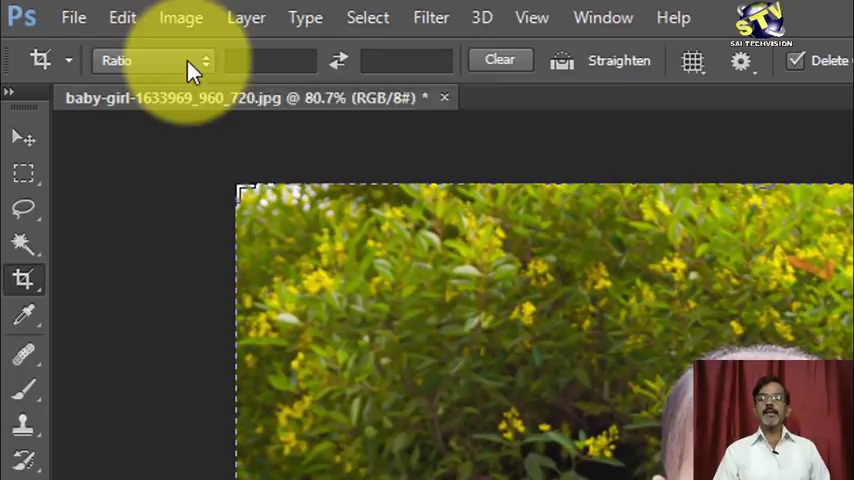 Ps File Edit Image Layer Type Select Filter 3D View Window Help
STV
SAI TECHVISION
Ratio Clear Straighten Delete
baby-girl-1633969_960_720.jpg @ 80.7% (RGB/8#) * ×